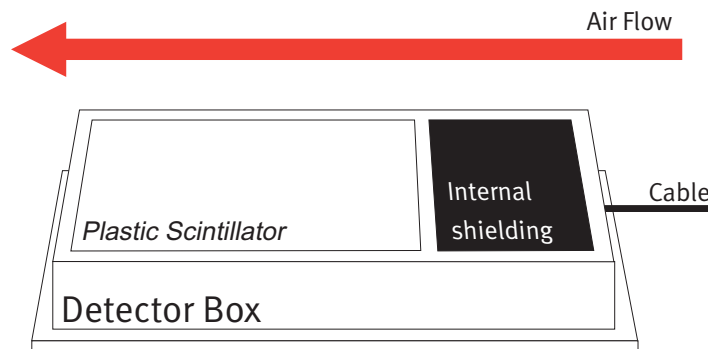 Air Flow
Internal
shielding
Cable
Plastic Scintillator
Detector Box